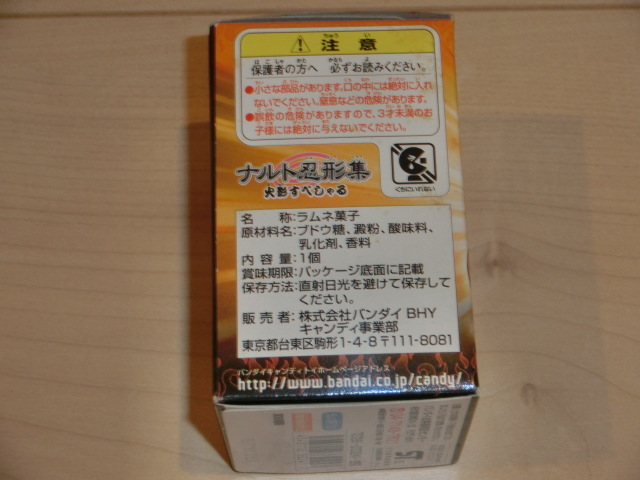 注意
保護者の方へ 必ずお読みください。
●小さな部品があります。口の中には絶対に入れ
ないでください。窒息などの危険があります。
●誤飲の危険がありますので、3才未満のお
子様には絶対に与えないでください。
くちにいれない
ナルト忍形集
火影すぺしゃる
名 称:ラムネ菓子
原材料名:ブドウ糖、澱粉、酸味料、
乳化剤、香料
内容量:1個
賞味期限:パッケージ底面に記載
保存方法:直射日光を避けて保存して
ください。
販売者:株式会社バンダイ BHY
キャンディ事業部
東京都台東区駒形1-4-8〒111-8081
バンダイキャンディトイホームページアドレス
http://www.bandai.co.jp/candy/